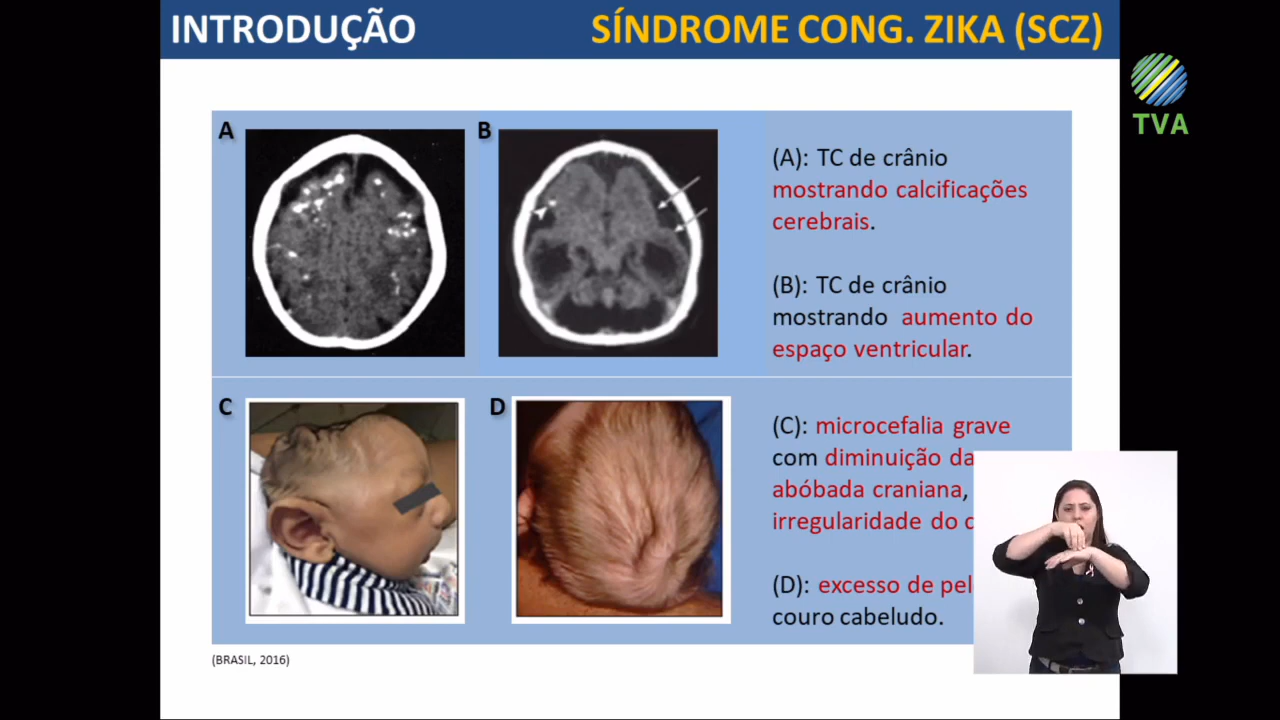 INTRODUÇÃO
SÍNDROME CONG. ZIKA (SCZ)
TVA
A
B
(A): TC de crânio
mostrando calcificações
cerebrais.
(B): TC de crânio
mostrando aumento do
espaço ventricular.
C
D
(C): microcefalia grave
com diminuição da
abóbada craniana,
irregularidade do
(D): excesso de
couro cabeludo.
(BRASIL, 2016)